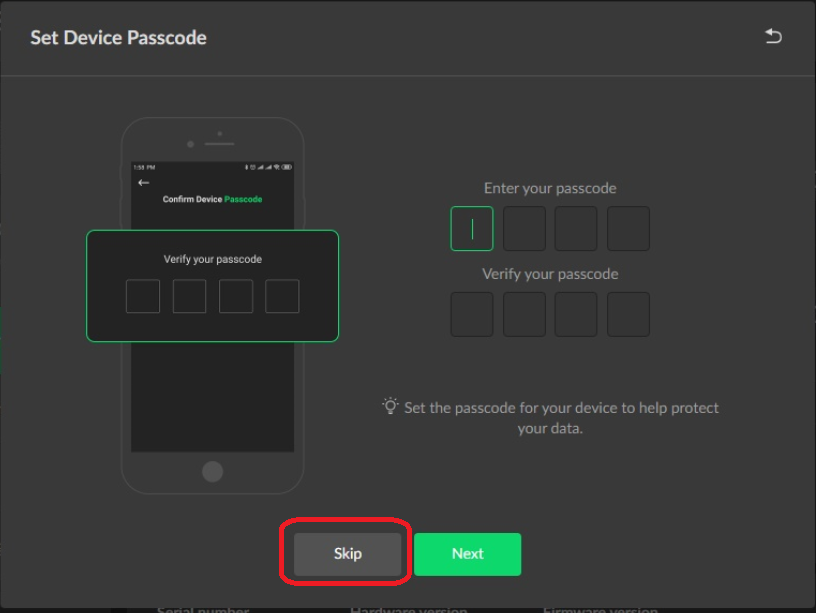 Set Device Passcode
1:58 PM
Confirm Device Passcode
Verify your passcode
Enter your passcode
Verify your passcode
Set the passcode for your device to help protect
your data.
Skip
Next
Serial number Hardware version Firmware version